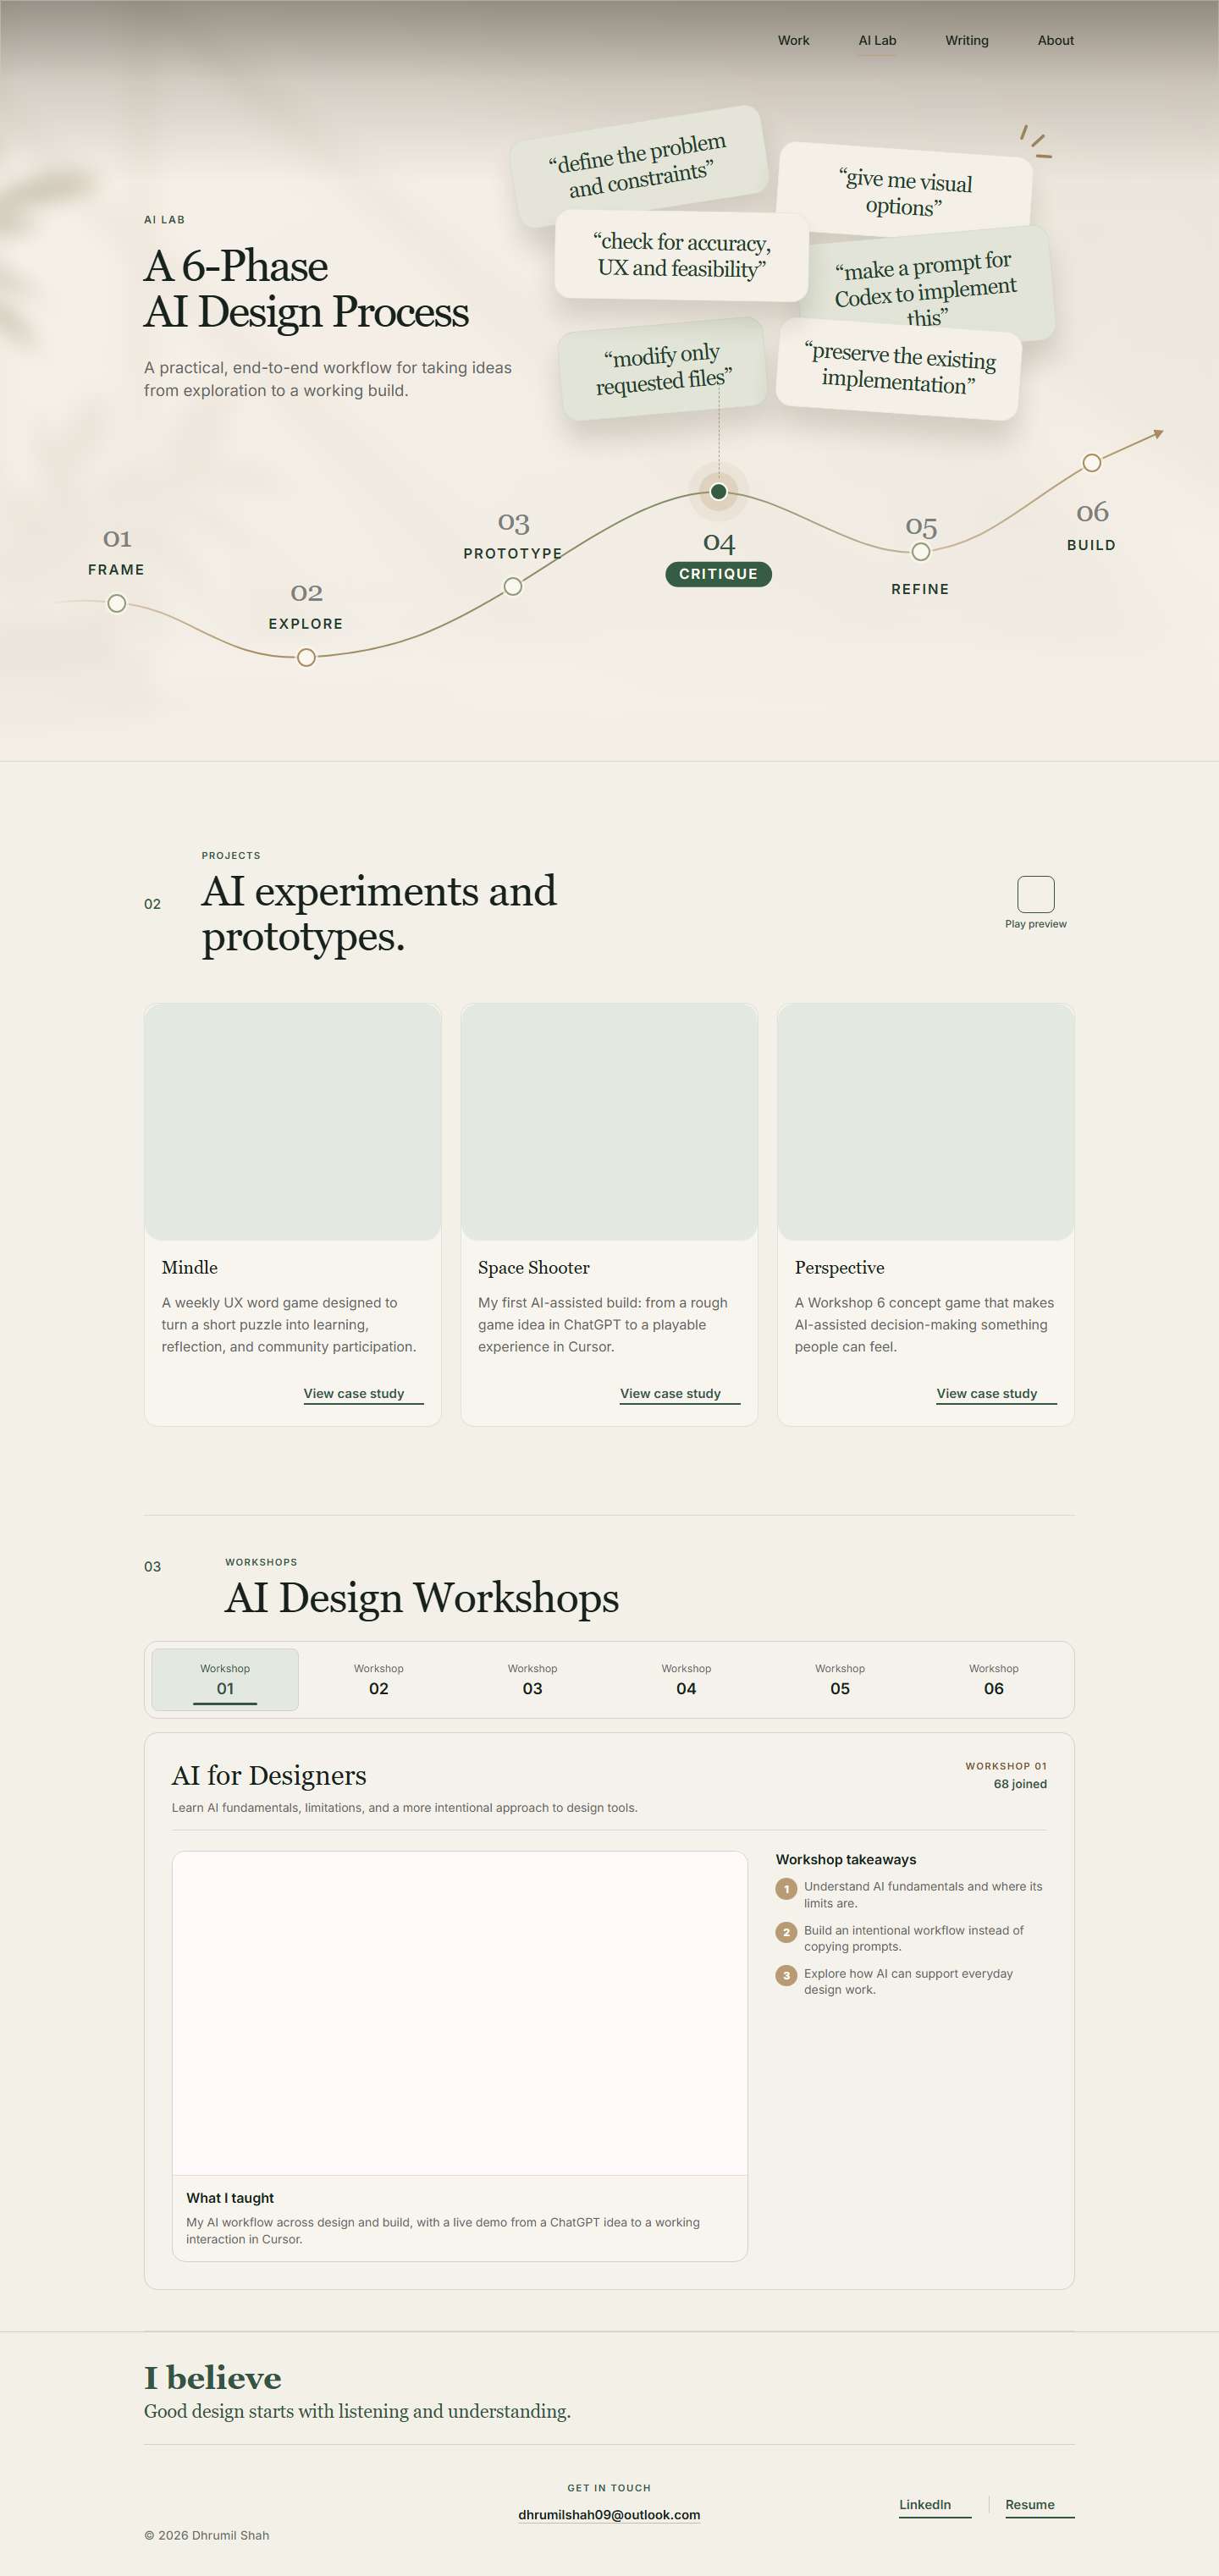 Work
AI Lab
Writing
About
“define the problem
and constraints”
“give me visual
options”
“check for accuracy,
UX and feasibility”
“make a prompt for
Codex to implement
this”
“modify only
requested files”
“preserve the existing
implementation”
AI LAB
A 6-Phase
AI Design Process
A practical, end-to-end workflow for taking ideas
from exploration to a working build.
01
FRAME
02
EXPLORE
03
PROTOTYPE
04
CRITIQUE
05
REFINE
06
BUILD
02
PROJECTS
AI experiments and
prototypes.
Play preview
Mindle
A weekly UX word game designed to
turn a short puzzle into learning,
reflection, and community participation.
View case study
Space Shooter
My first AI-assisted build: from a rough
game idea in ChatGPT to a playable
experience in Cursor.
View case study
Perspective
A Workshop 6 concept game that makes
AI-assisted decision-making something
people can feel.
View case study
03
WORKSHOPS
AI Design Workshops
Workshop
01
Workshop
02
Workshop
03
Workshop
04
Workshop
05
Workshop
06
AI for Designers
Learn AI fundamentals, limitations, and a more intentional approach to design tools.
WORKSHOP 01
68 joined
Workshop takeaways
1 Understand AI fundamentals and where its
limits are.
2 Build an intentional workflow instead of
copying prompts.
3 Explore how AI can support everyday
design work.
What I taught
My AI workflow across design and build, with a live demo from a ChatGPT idea to a working
interaction in Cursor.
I believe
Good design starts with listening and understanding.
GET IN TOUCH
dhrumilshah09@outlook.com
LinkedIn
Resume
© 2026 Dhrumil Shah